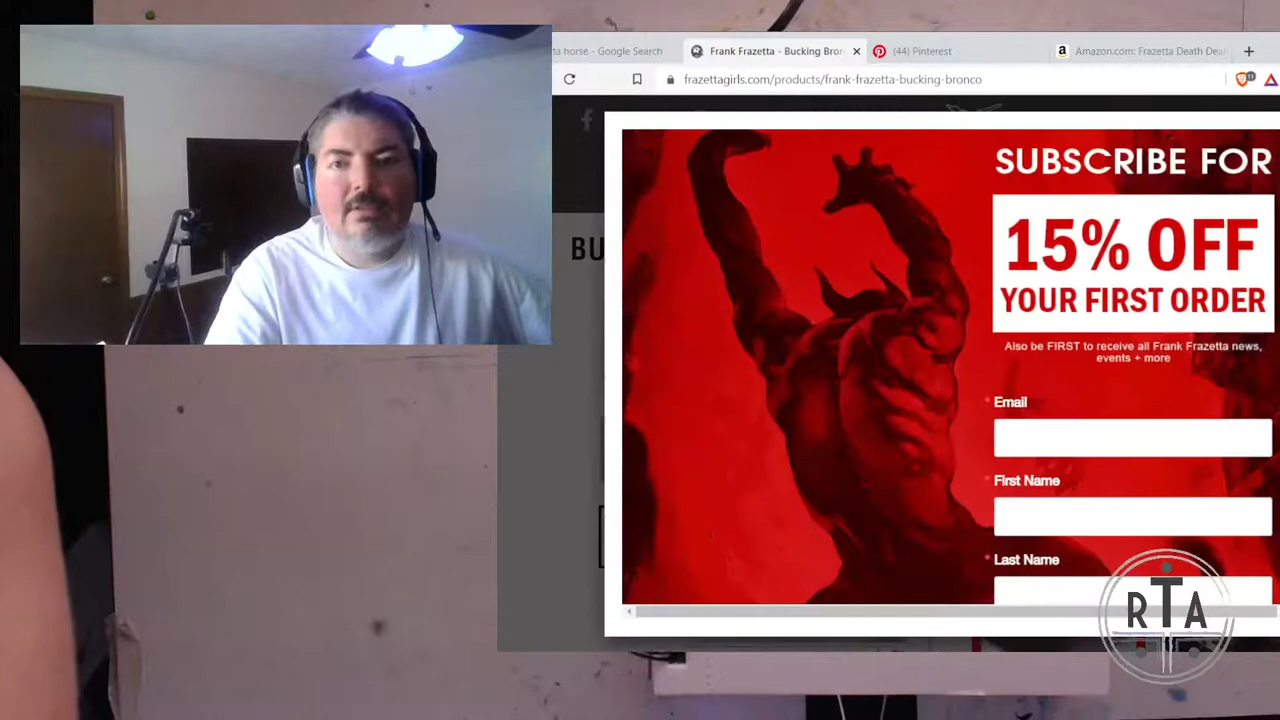 ta horse - Google Search
Frank Frazetta - Bucking Bron
(44) Pinterest
Amazon.com: Frazetta Death Deal
frazettagirls.com/products/frank-frazetta-bucking-bronco
BU
SUBSCRIBE FOR
15% OFF
YOUR FIRST ORDER
Also be FIRST to receive all Frank Frazetta news,
events + more
* Email
* First Name
* Last Name
RTA